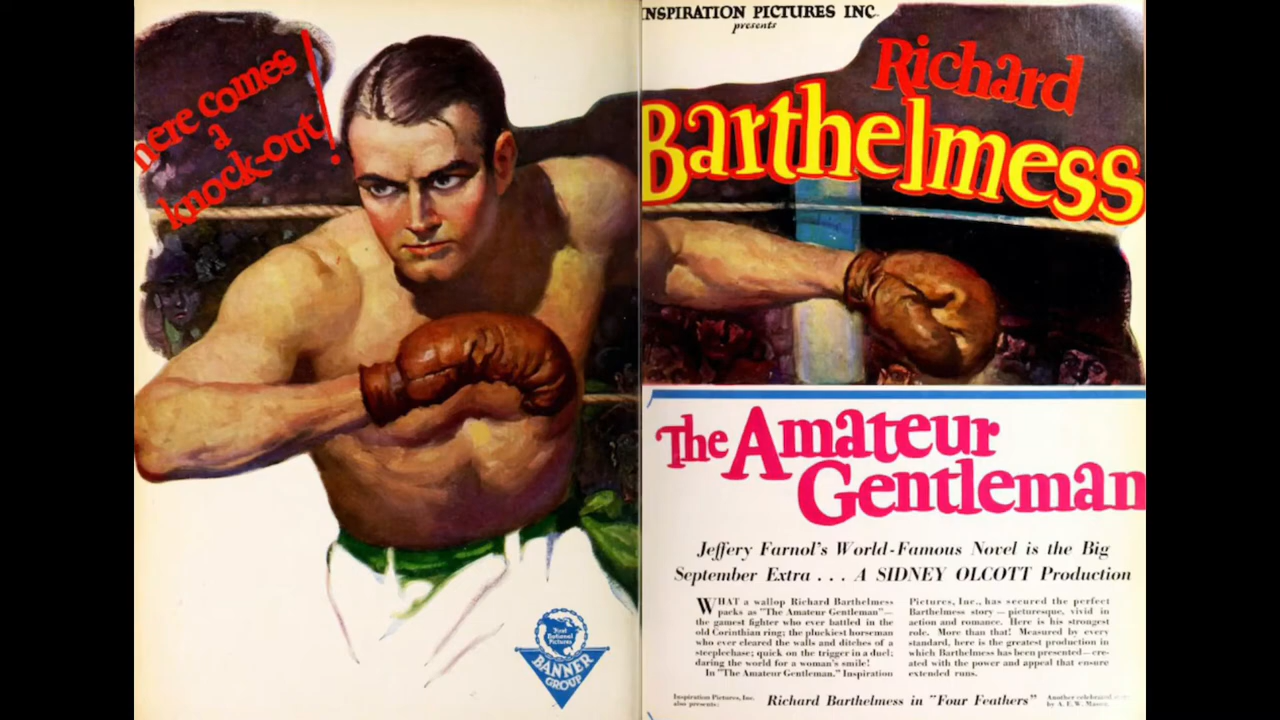 here comes
a
knock-out!
First
National
Pictures
BANNER
GROUP
INSPIRATION PICTURES INC.
presents
Richard
Barthelmess
The Amateur
Gentleman
Jeffery Farnol's World-Famous Novel is the Big
September Extra . . . A SIDNEY OLCOTT Production
WHAT a wallop Richard Barthelmess
packs as "The Amateur Gentleman"—
the gamest fighter who ever battled in the
old Corinthian ring; the pluckiest horseman
who ever cleared the walls and ditches of a
steeplechase; quick on the trigger in a duel;
daring the world for a woman's smile!
In "The Amateur Gentleman," Inspiration
Pictures, Inc., has secured the perfect
Barthelmess story—picturesque, vivid in
action and romance. Here is his strongest
role. More than that! Measured by every
standard, here is the greatest production in
which Barthelmess has been presented—cre-
ated with the power and appeal that ensure
extended runs.
Inspiration Pictures, Inc.
also presents:
Richard Barthelmess in "Four Feathers"
Another celebrated
by A. E. W. Mason